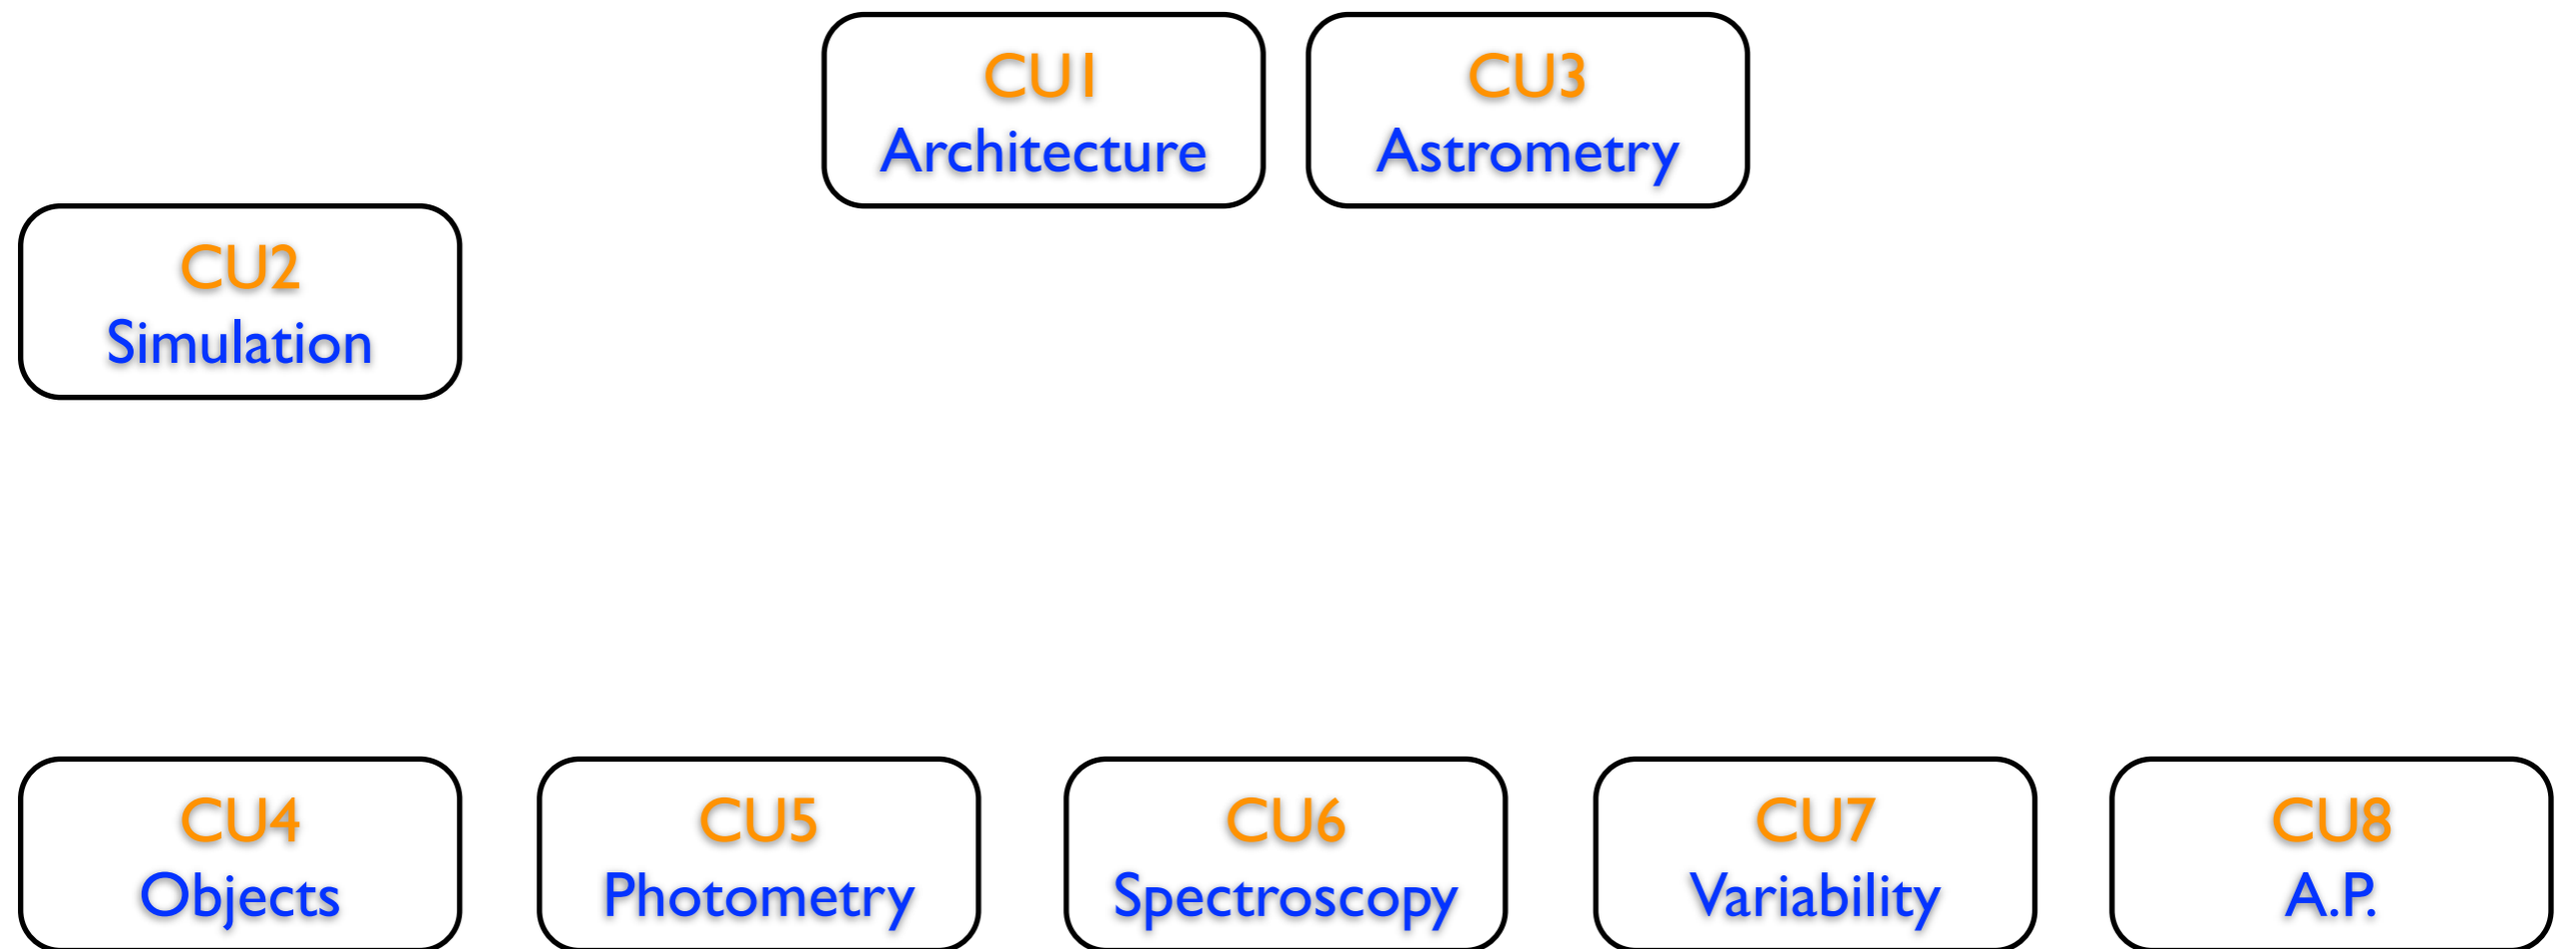 CU1
Architecture
CU3
Astrometry
CU2
Simulation
CU4
Objects
CU5
Photometry
CU6
Spectroscopy
CU7
Variability
CU8
A.P.